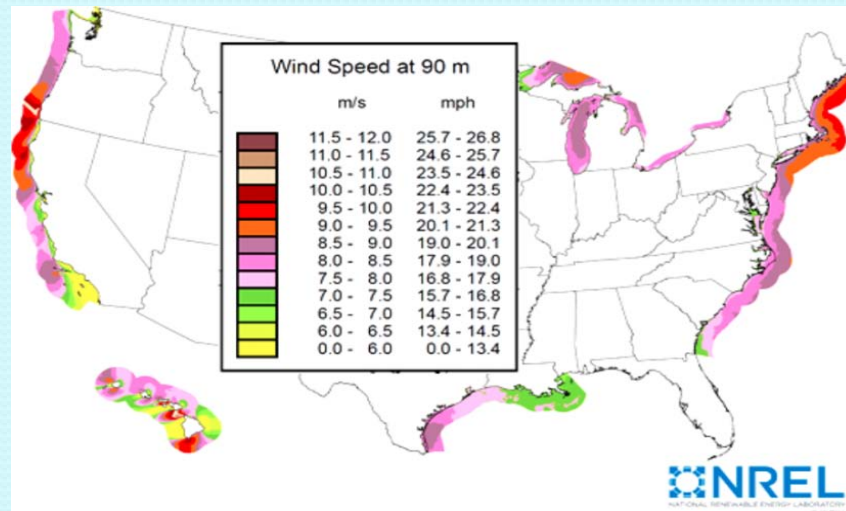 Wind Speed at 90 m
m/s mph
11.5 - 12.0 25.7 - 26.8
11.0 - 11.5 24.6 - 25.7
10.5 - 11.0 23.5 - 24.6
10.0 - 10.5 22.4 - 23.5
9.5 - 10.0 21.3 - 22.4
9.0 - 9.5 20.1 - 21.3
8.5 - 9.0 19.0 - 20.1
8.0 - 8.5 17.9 - 19.0
7.5 - 8.0 16.8 - 17.9
7.0 - 7.5 15.7 - 16.8
6.5 - 7.0 14.5 - 15.7
6.0 - 6.5 13.4 - 14.5
0.0 - 6.0 0.0 - 13.4
NREL
NATIONAL RENEWABLE ENERGY LABORATORY